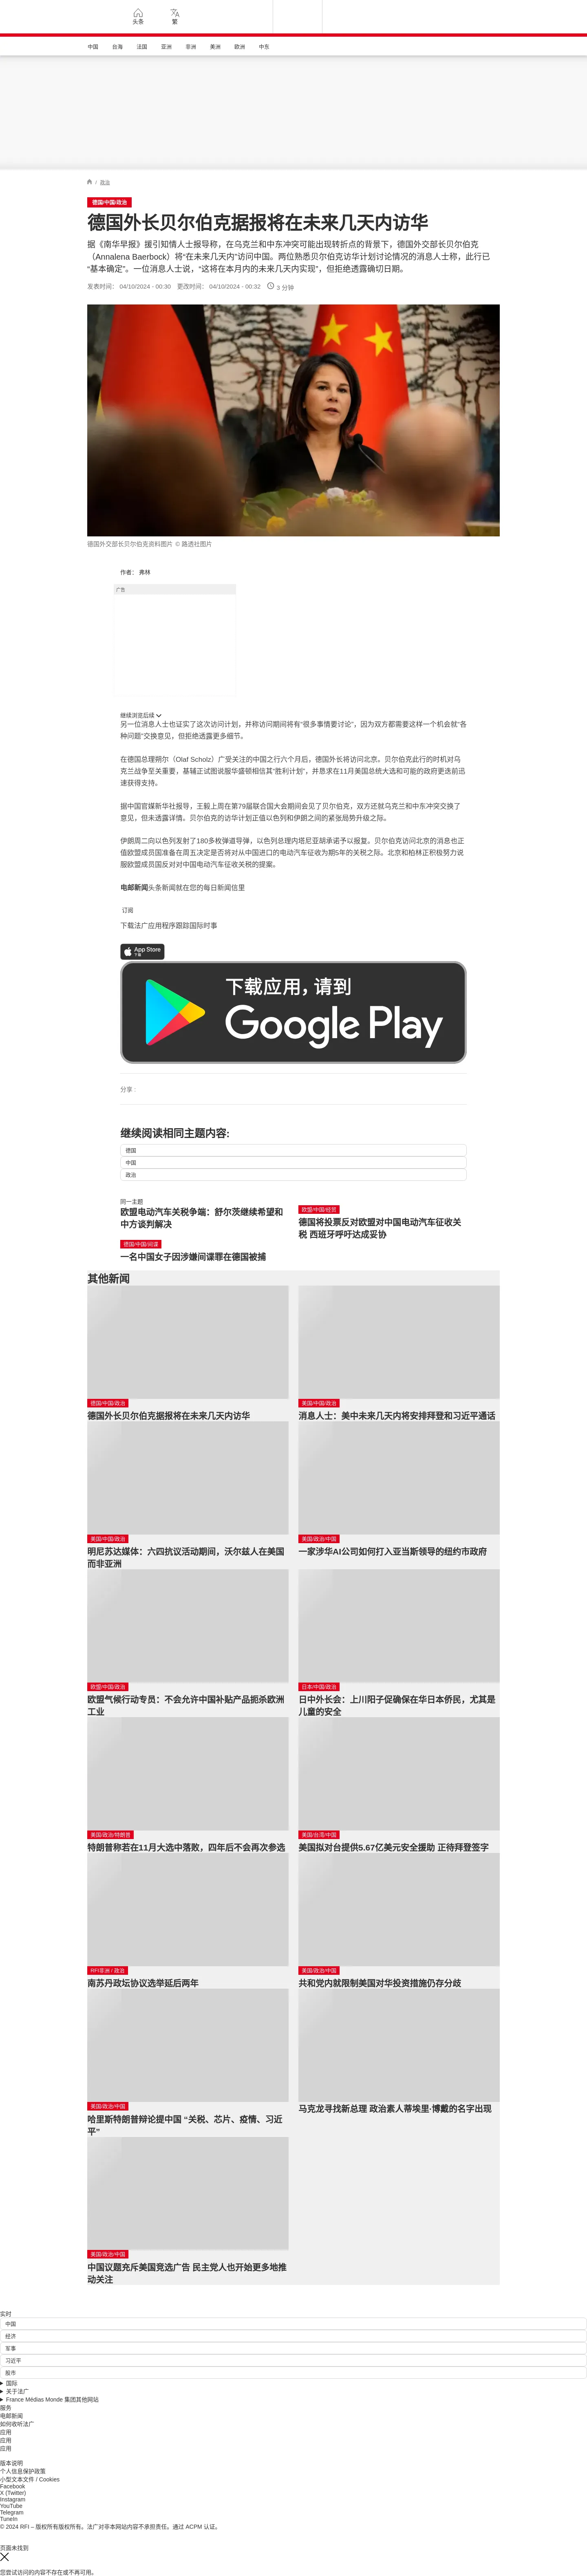 头条
繁
中国 台海 法国 亚洲 非洲 美洲 欧洲 中东
/ 政治
德国/中国/政治
德国外长贝尔伯克据报将在未来几天内访华
据《南华早报》援引知情人士报导称，在乌克兰和中东冲突可能出现转折点的背景下，德国外交部长贝尔伯克
（Annalena Baerbock）将“在未来几天内”访问中国。两位熟悉贝尔伯克访华计划讨论情况的消息人士称，此行已
“基本确定”。一位消息人士说，“这将在本月内的未来几天内实现”，但拒绝透露确切日期。
发表时间： 04/10/2024 - 00:30 更改时间： 04/10/2024 - 00:32 3 分钟
德国外交部长贝尔伯克资料图片 © 路透社图片
作者： 弗林
广告
继续浏览后续
另一位消息人士也证实了这次访问计划，并称访问期间将有“很多事情要讨论”，因为双方都需要这样一个机会就“各
种问题”交换意见，但拒绝透露更多细节。
在德国总理朔尔（Olaf Scholz）广受关注的中国之行六个月后，德国外长将访问北京。贝尔伯克此行的时机对乌
克兰战争至关重要，基辅正试图说服华盛顿相信其“胜利计划”，并息求在11月美国总统大选和可能的政府更迭前迅
速获得支持。
据中国官媒新华社报导，王毅上周在第79届联合国大会期间会见了贝尔伯克，双方还就乌克兰和中东冲突交换了
意见，但未透露详情。贝尔伯克的访华计划正值以色列和伊朗之间的紧张局势升级之际。
伊朗周二向以色列发射了180多枚弹道导弹，以色列总理内塔尼亚胡承诺予以报复。贝尔伯克访问北京的消息也正
值欧盟成员国准备在周五决定是否将对从中国进口的电动汽车征收为期5年的关税之际。北京和柏林正积极努力说
服欧盟成员国反对对中国电动汽车征收关税的提案。
电邮新闻头条新闻就在您的每日新闻信里
订阅
下载法广应用程序跟踪国际时事
App Store
下载
下载应用，请到
Google Play
分享 :
继续阅读相同主题内容:
德国
中国
政治
同一主题
欧盟电动汽车关税争端：舒尔茨继续希望和
中方谈判解决
欧盟/中国/经贸
德国将投票反对欧盟对中国电动汽车征收关
税 西班牙呼吁达成妥协
德国/中国/间谍
一名中国女子因涉嫌间谍罪在德国被捕
其他新闻
德国/中国/政治
德国外长贝尔伯克据报将在未来几天内访华
美国/中国/政治
消息人士：美中未来几天内将安排拜登和习近平通话
美国/中国/政治
明尼苏达媒体：六四抗议活动期间，沃尔兹人在美国
而非亚洲
美国/政治/中国
一家涉华AI公司如何打入亚当斯领导的纽约市政府
欧盟/中国/政治
欧盟气候行动专员：不会允许中国补贴产品扼杀欧洲
工业
日本/中国/政治
日中外长会：上川阳子促确保在华日本侨民，尤其是
儿童的安全
美国/政治/特朗普
特朗普称若在11月大选中落败，四年后不会再次参选
美国/台湾/中国
美国拟对台提供5.67亿美元安全援助 正待拜登签字
RFI非洲 / 政治
南苏丹政坛协议选举延后两年
美国/政治/中国
共和党内就限制美国对华投资措施仍存分歧
美国/政治/中国
哈里斯特朗普辩论提中国 “关税、芯片、疫情、习近
平”
马克龙寻找新总理 政治素人蒂埃里·博戴的名字出现
美国/政治/中国
中国议题充斥美国竞选广告 民主党人也开始更多地推
动关注
实时
中国
经济
军事
习近平
股市
国际
关于法广
France Médias Monde 集团其他网站
服务
电邮新闻
如何收听法广
应用
应用
应用
版本说明
个人信息保护政策
小型文本文件 / Cookies
Facebook
X (Twitter)
Instagram
YouTube
Telegram
TuneIn
© 2024 RFI – 版权所有版权所有。法广对非本网站内容不承担责任。通过 ACPM 认证。
页面未找到
您尝试访问的内容不存在或不再可用。